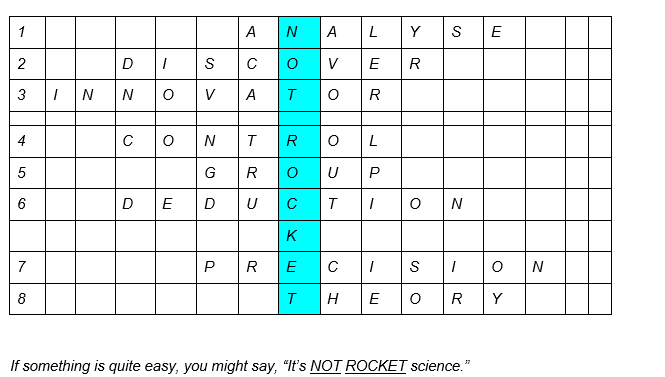 1 A N A L Y S E
2 D I S C O V E R
3 I N N O V A T O R
4 C O N T R O L
5 G R O U P
6 D E D U C T I O N
K
7 P R E C I S I O N
8 T H E O R Y
If something is quite easy, you might say, “It’s NOT ROCKET science.”